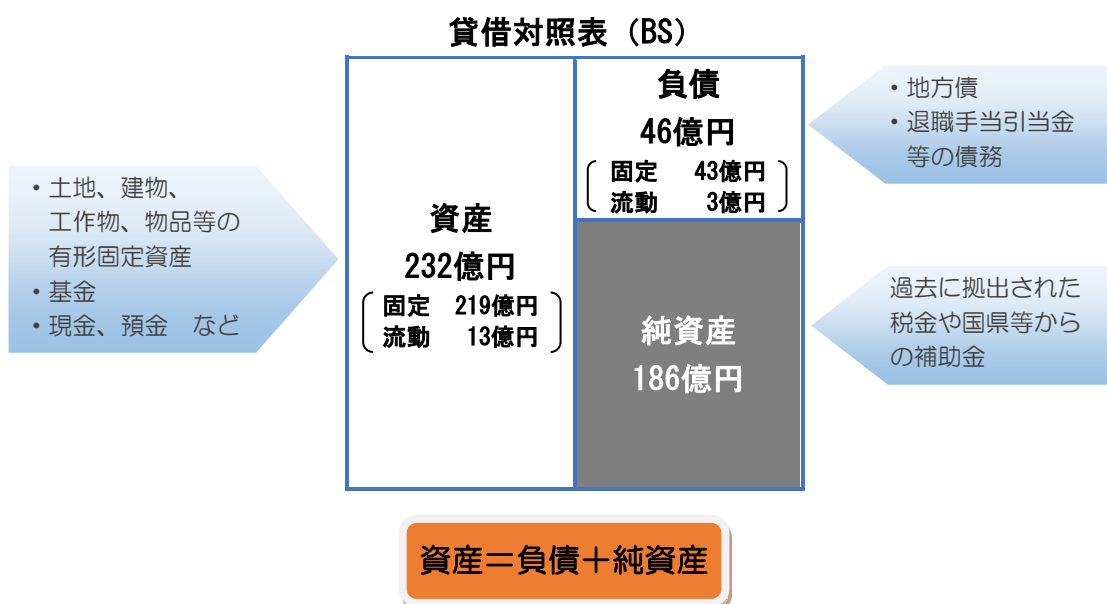 貸借対照表（BS）
・土地、建物、
工作物、物品等の
有形固定資産
・基金
・現金、預金　など
資産
232億円
固定　219億円
流動　13億円
負債
46億円
固定　43億円
流動　3億円
純資産
186億円
・地方債
・退職手当引当金
等の債務
過去に拠出された
税金や国県等から
の補助金
資産＝負債＋純資産